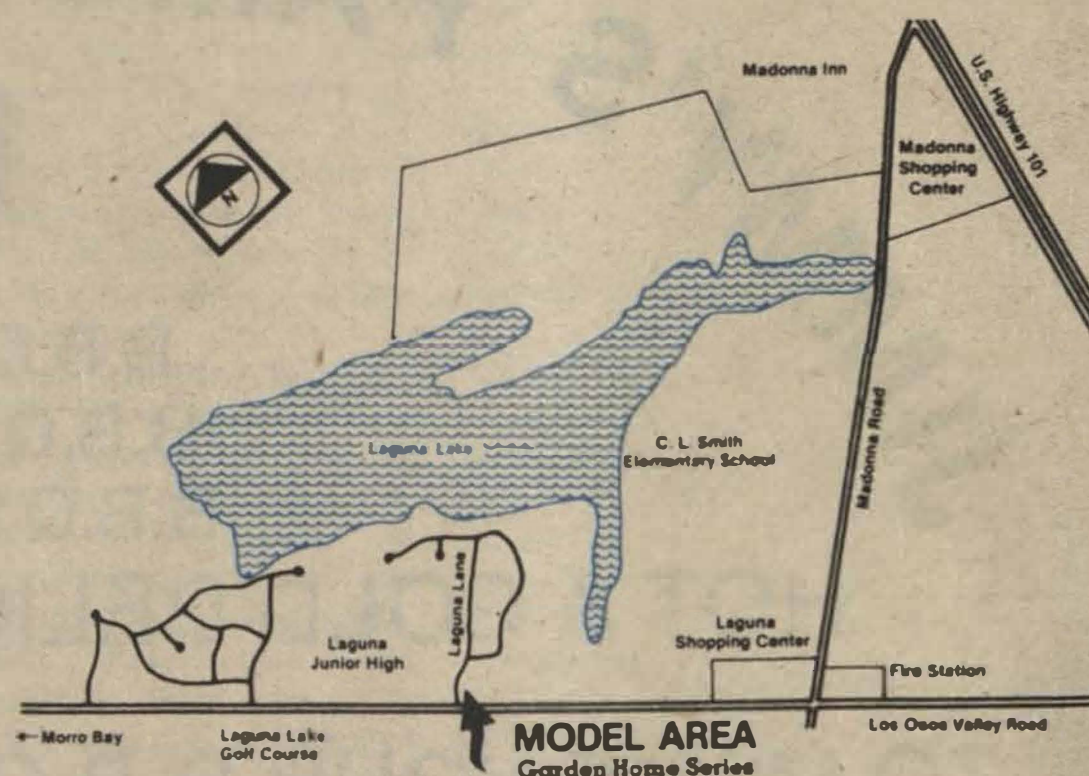 Madonna Inn
U.S. Highway 101
Madonna
Shopping
Center
N
Laguna Lake
C. L. Smith
Elementary School
Madonna Road
Laguna Lane
Laguna
Junior High
Laguna
Shopping Center
Fire Station
←Morro Bay
Laguna Lake
Golf Course
MODEL AREA
Garden Home Series
Los Osos Valley Road